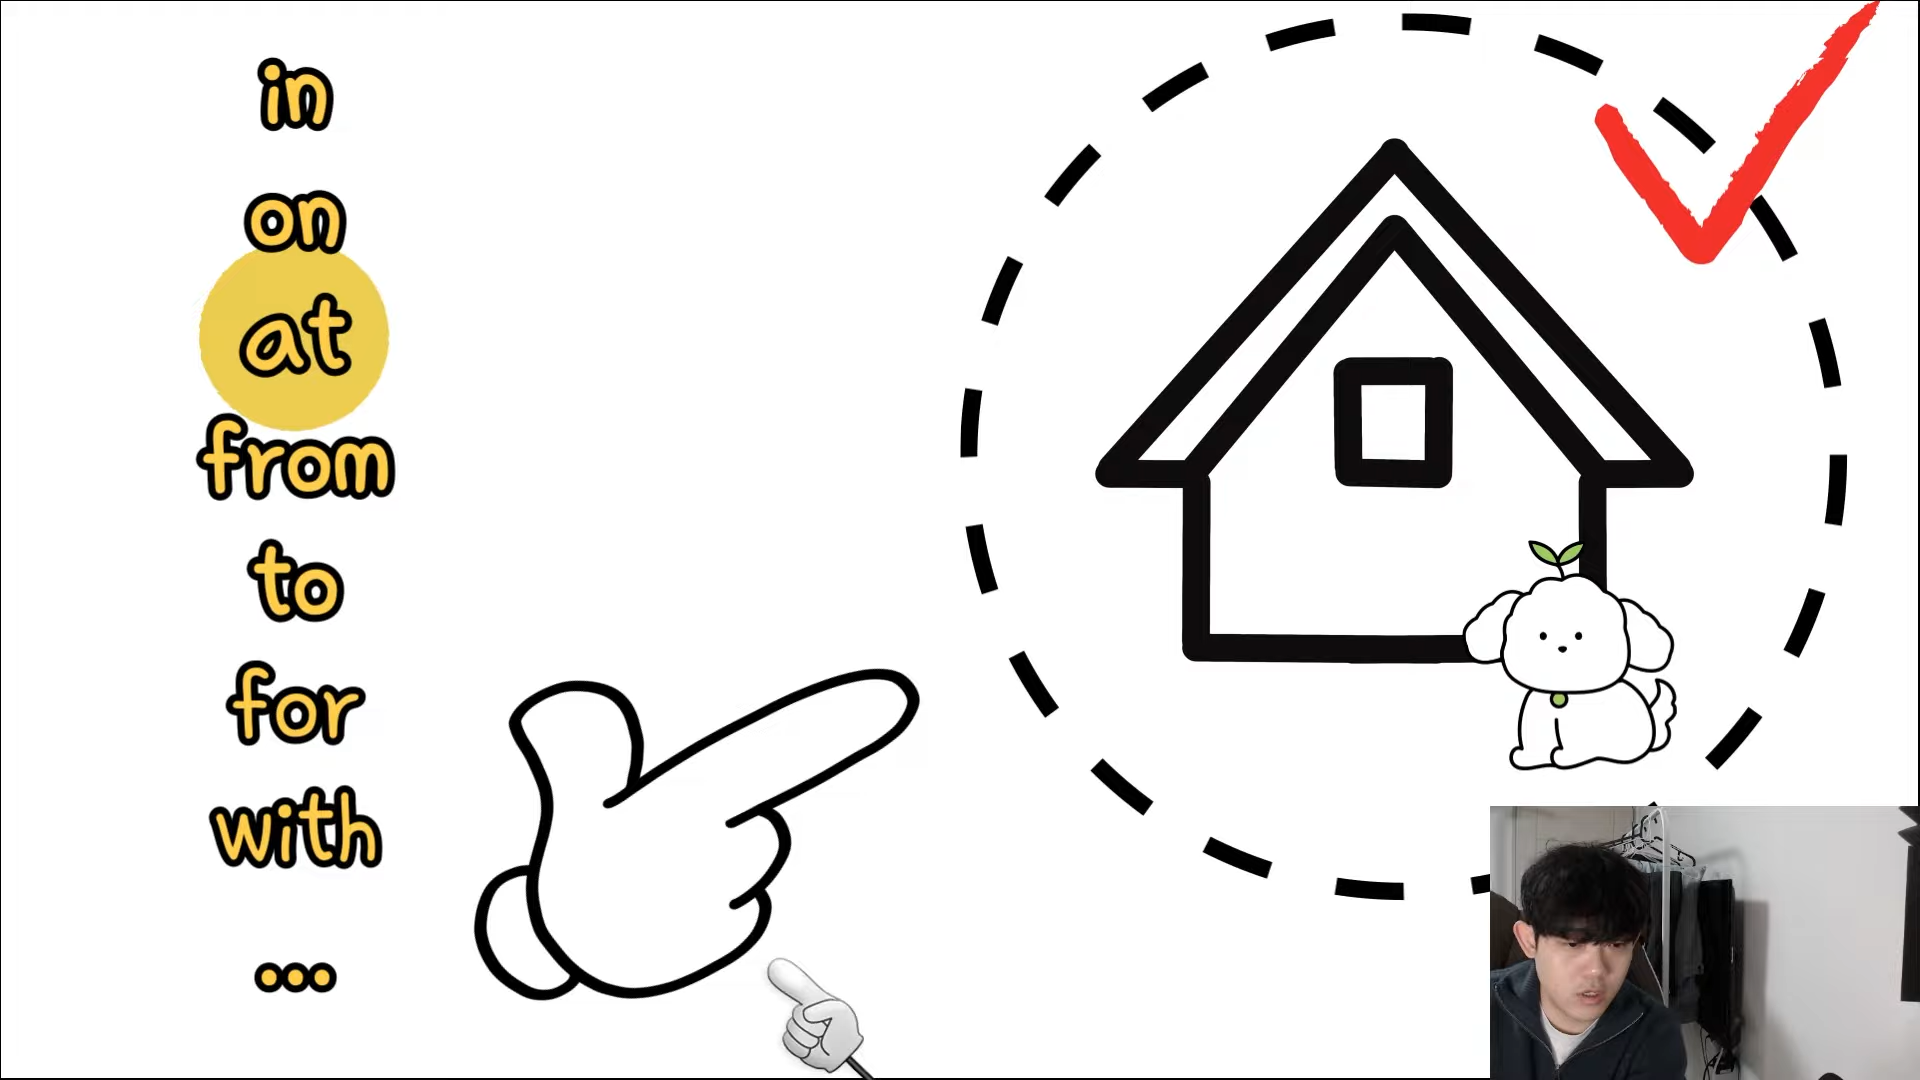 in
on
at
from
to
for
with
...